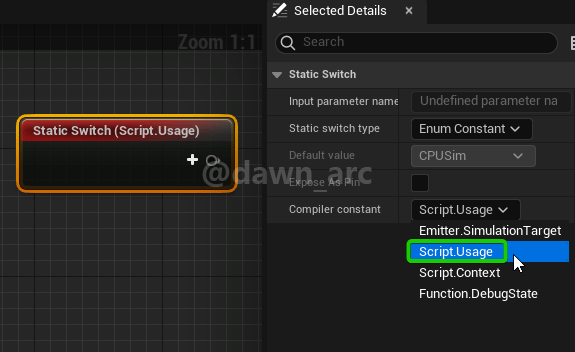 Selected Details
Zoom 1:1
Search
Static Switch
Input parameter name
Undefined parameter na
Static switch type
Enum Constant
Static Switch (Script.Usage)
Default value
CPUSim
@dawn_arc
Expose As Pin
Compiler constant
Script.Usage
Emitter.SimulationTarget
Script.Usage
Script.Context
Function.DebugState